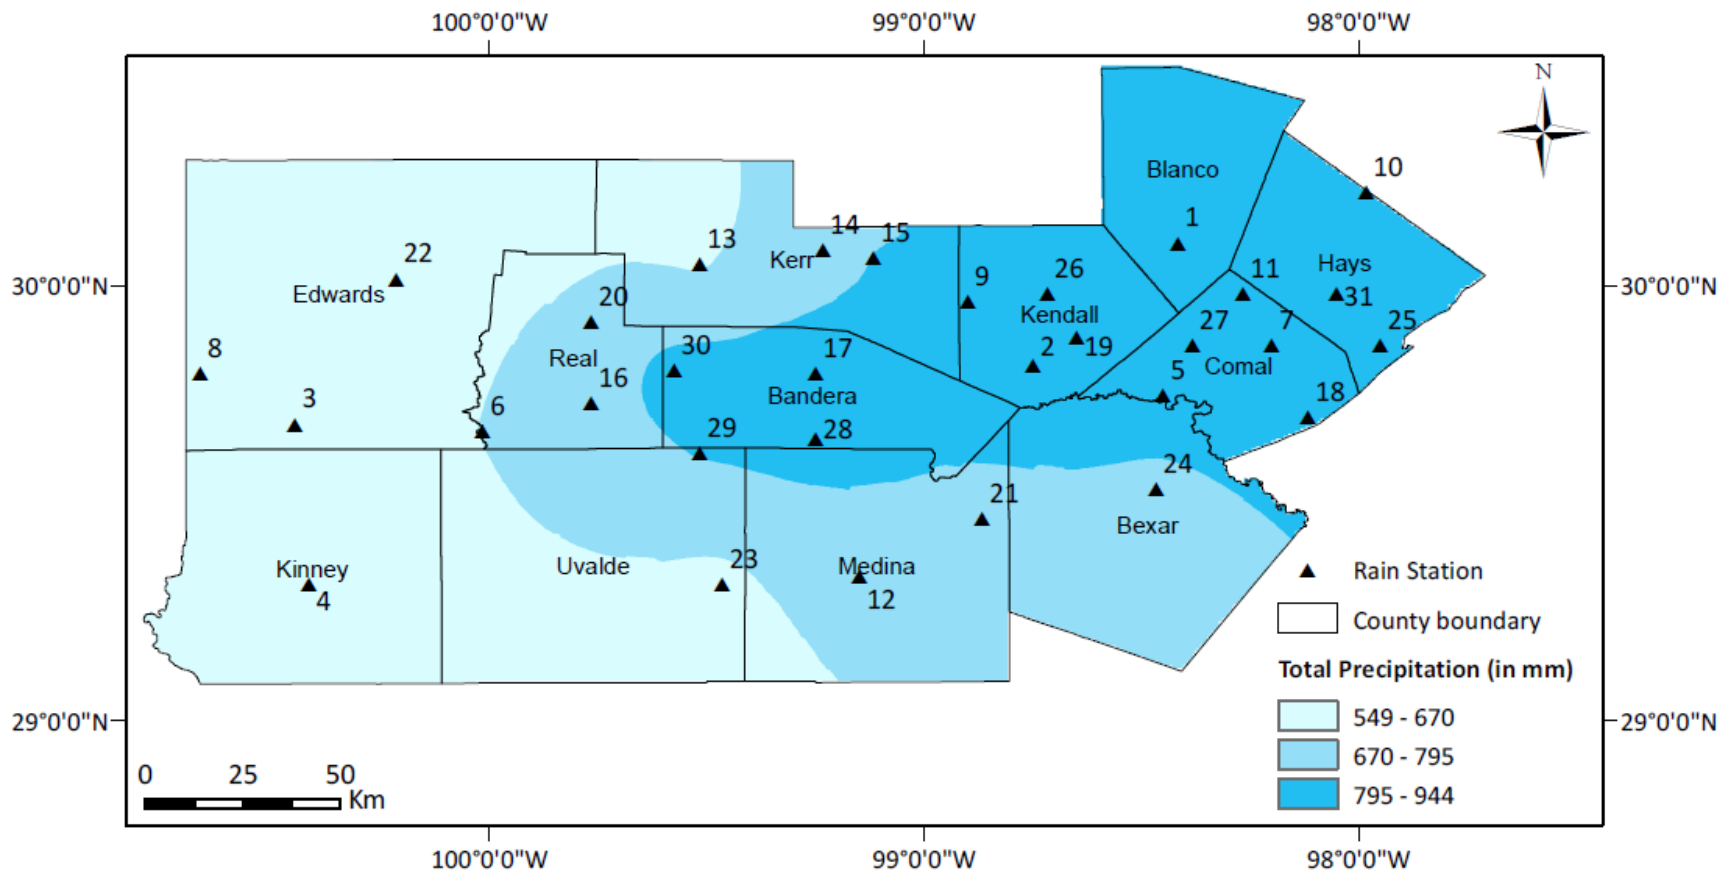 100°0'0"W 99°0'0"W 98°0'0"W
N
10
Blanco
1
14
15
13
Kerr
22
Hays
9
26
11
30°0'0"N
30°0'0"N
Edwards
20
31
Kendall
27
7
25
8
Real
30
17
2
19
5
Comal
16
Bandera
3
6
18
29
28
24
21
Bexar
23
Kinney
Uvalde
Medina
4
12
Rain Station
County boundary
Total Precipitation (in mm)
549 - 670
670 - 795
795 - 944
29°0'0"N
29°0'0"N
0 25 50
Km
100°0'0"W 99°0'0"W 98°0'0"W